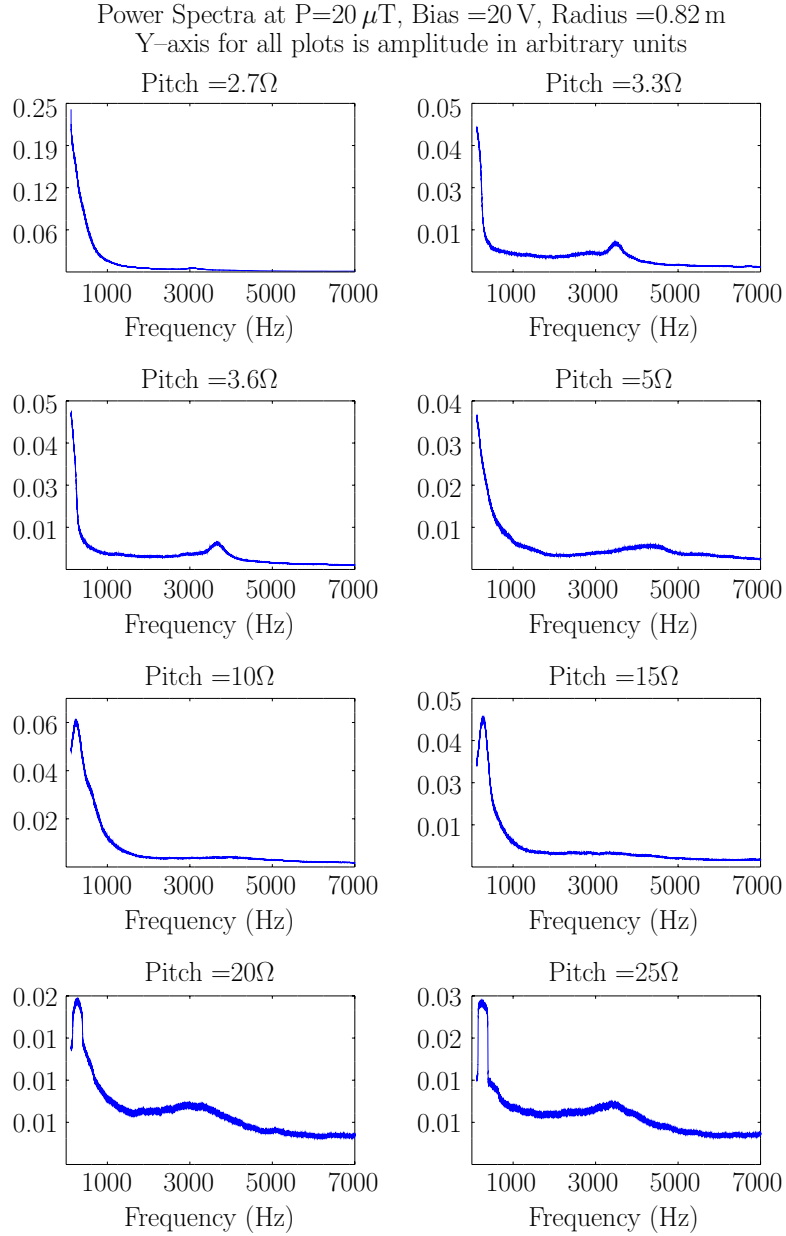 Power Spectra at P=20 μT, Bias =20 V, Radius =0.82 m
Y–axis for all plots is amplitude in arbitrary units
Pitch =2.7Ω
0.25
0.19
0.12
0.06
1000 3000 5000 7000
Frequency (Hz)
Pitch =3.3Ω
0.05
0.04
0.03
0.01
1000 3000 5000 7000
Frequency (Hz)
Pitch =3.6Ω
0.05
0.04
0.03
0.01
1000 3000 5000 7000
Frequency (Hz)
Pitch =5Ω
0.04
0.03
0.02
0.01
1000 3000 5000 7000
Frequency (Hz)
Pitch =10Ω
0.06
0.04
0.02
1000 3000 5000 7000
Frequency (Hz)
Pitch =15Ω
0.05
0.04
0.03
0.01
1000 3000 5000 7000
Frequency (Hz)
Pitch =20Ω
0.02
0.01
0.01
0.01
1000 3000 5000 7000
Frequency (Hz)
Pitch =25Ω
0.03
0.02
0.01
0.01
1000 3000 5000 7000
Frequency (Hz)